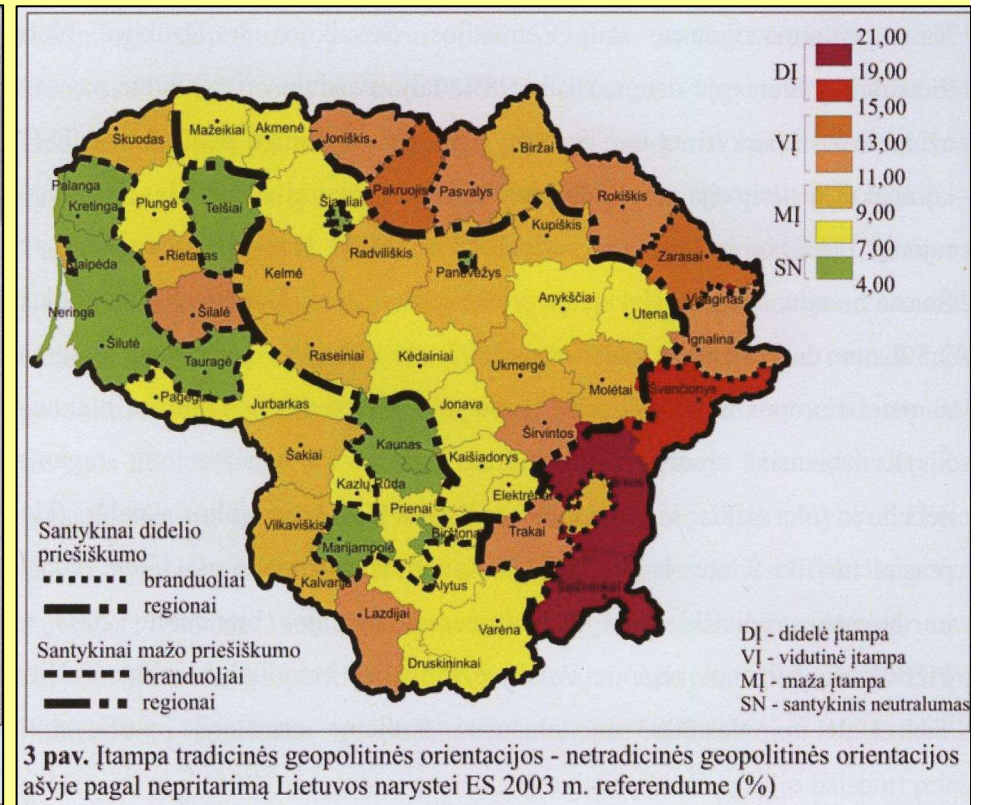 21,00
DĮ 19,00
15,00
VĮ 13,00
11,00
MĮ 9,00
7,00
SN 4,00
Skuodas
Mažeikiai
Akmenė
Joniškis
Biržai
Palanga
Kretinga
Plungė
Telšiai
Šiauliai
Pakruojis
Pasvalys
Rokiškis
Kupiškis
Rietavas
Kelmė
Radviliškis
Panevėžys
Zarasai
Klaipėda
Anykščiai
Visaginas
Neringa
Šilalė
Utena
Ignalina
Šilutė
Tauragė
Raseiniai
Kėdainiai
Ukmergė
Molėtai
Švenčionys
Pagėgiai
Jurbarkas
Jonava
Širvintos
Šakiai
Kaunas
Kaišiadorys
Kazlų Rūda
Elektrėnai
Vilkaviškis
Prienai
Birštonas
Trakai
Marijampolė
Kalvarija
Alytus
Lazdijai
Varėna
Druskininkai
Santykinai didelio
priešiškumo
branduoliai
regionai
Santykinai mažo priešiškumo
branduoliai
regionai
DĮ - didelė įtampa
VĮ - vidutinė įtampa
MĮ - maža įtampa
SN - santykinis neutralumas
3 pav. Įtampa tradicinės geopolitinės orientacijos - netradicinės geopolitinės orientacijos
ašyje pagal nepritarimą Lietuvos narystei ES 2003 m. referendume (%)